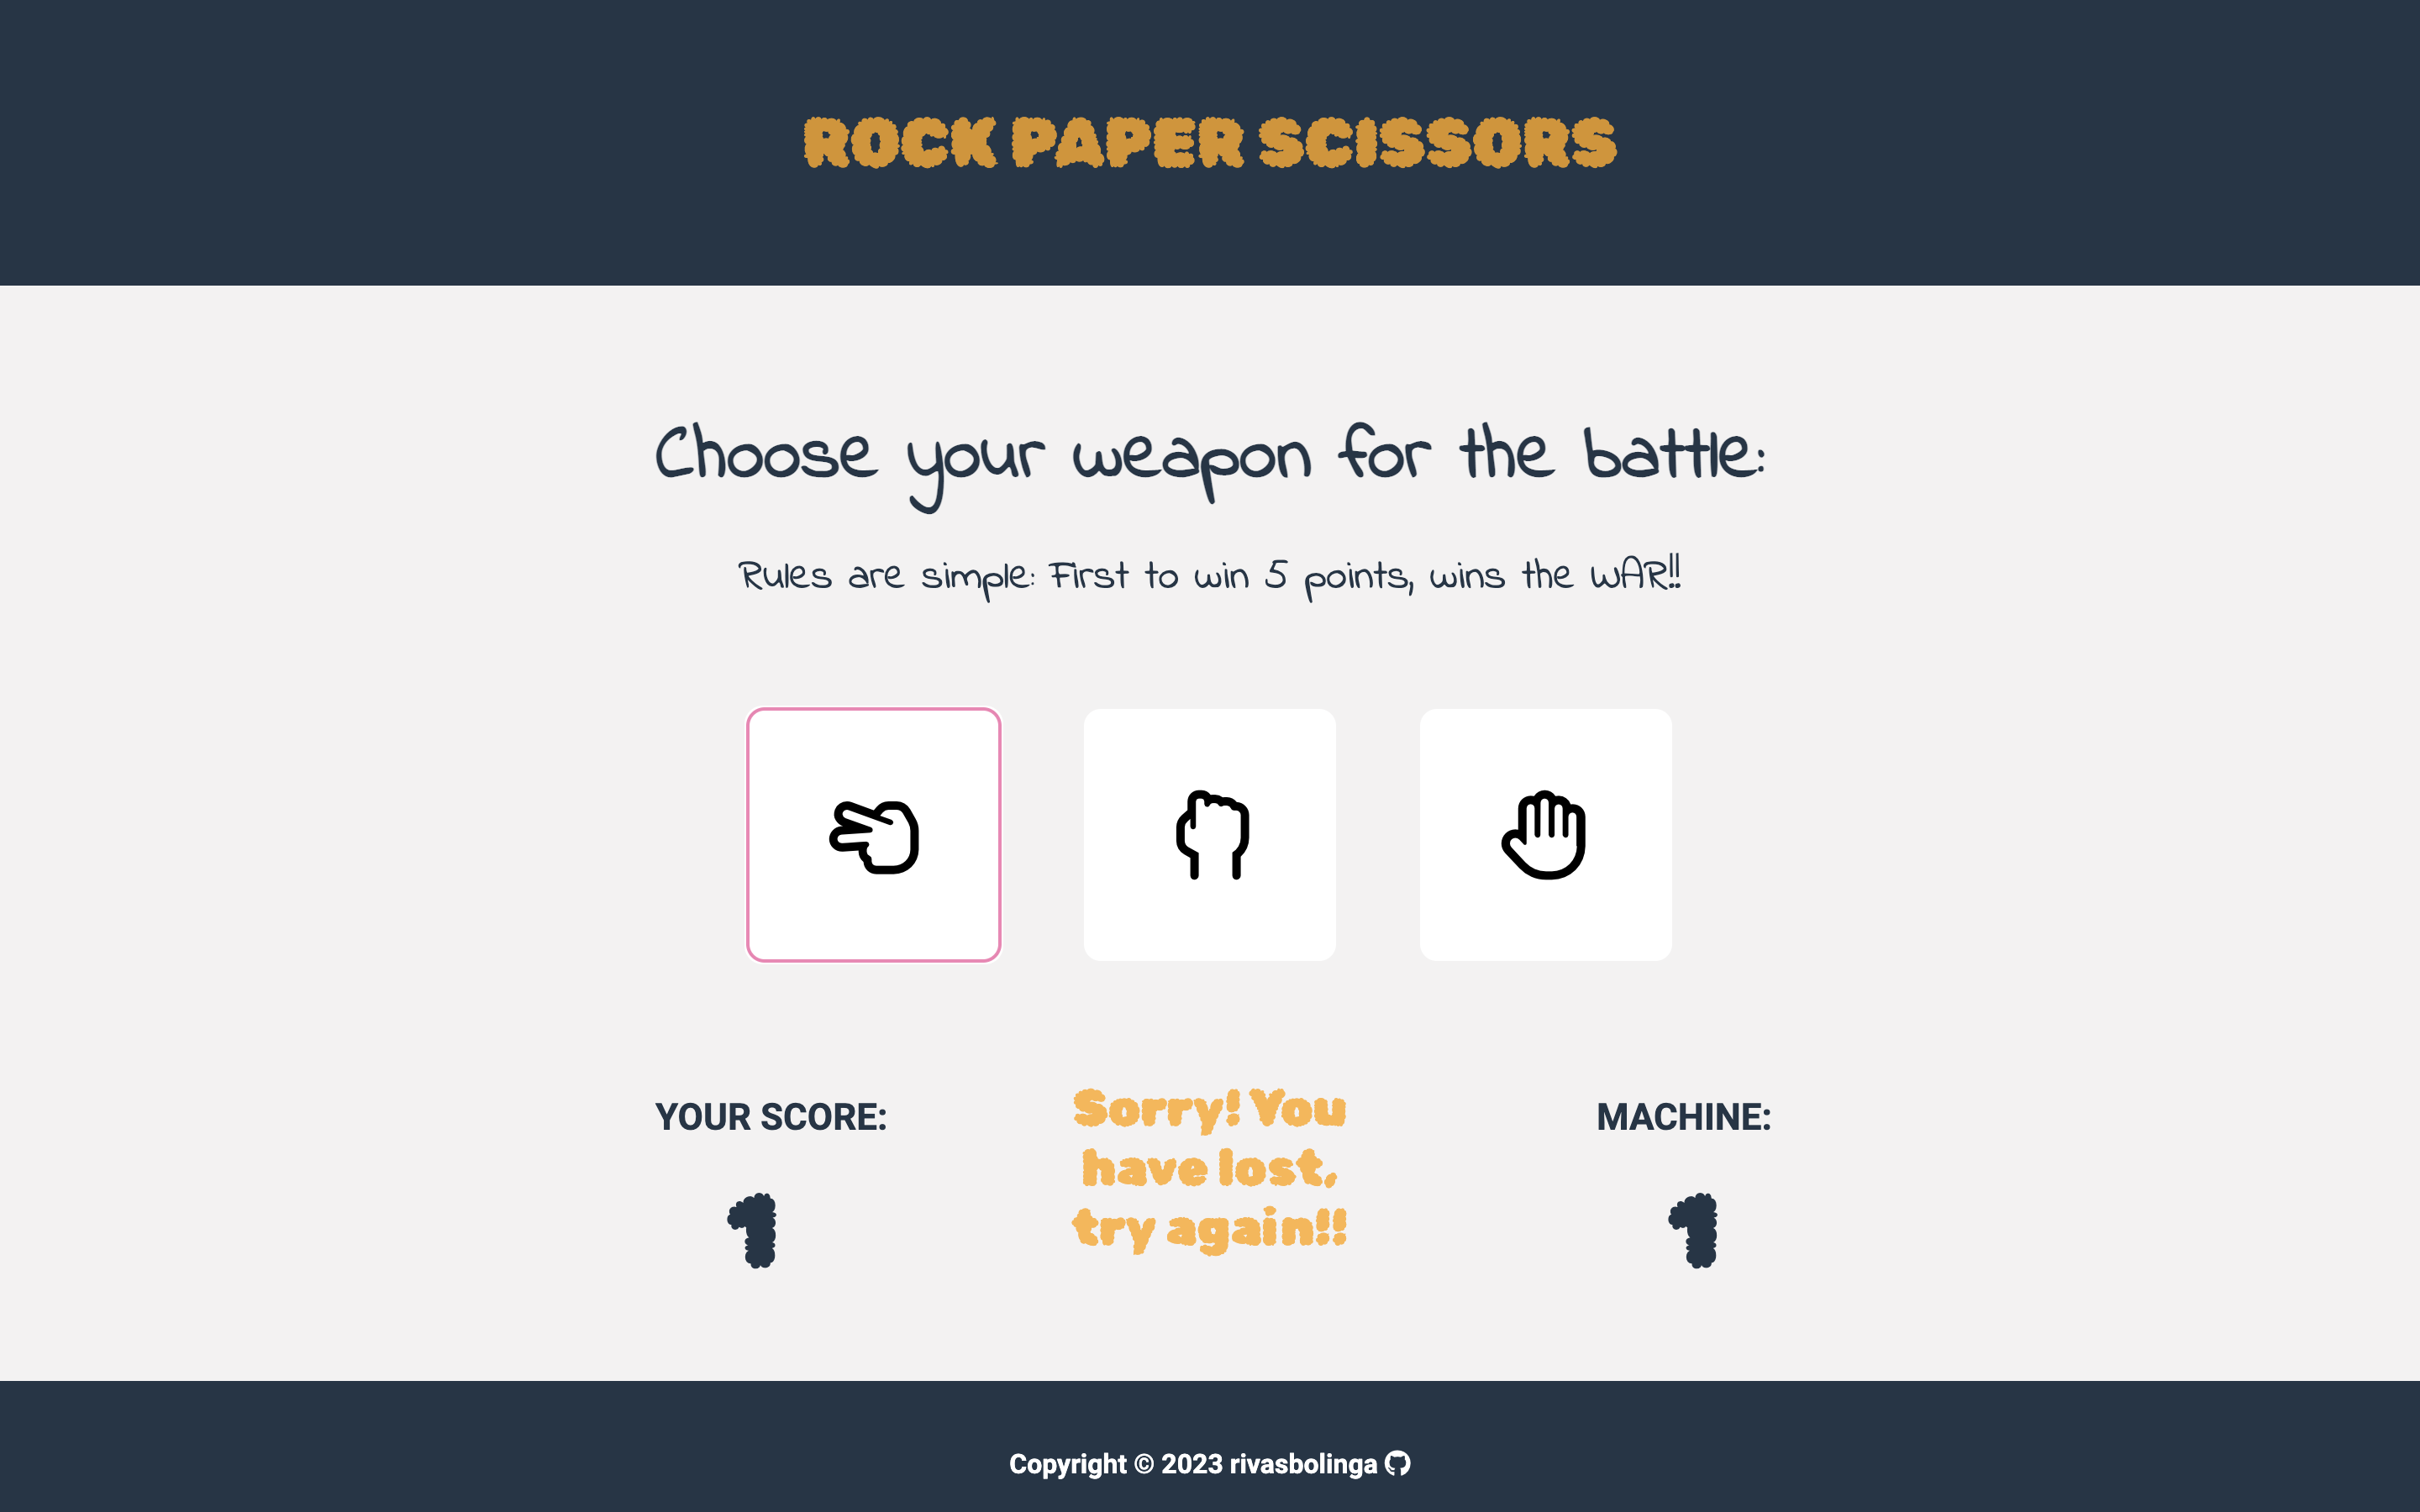 ROCK PAPER SCISSORS
Choose your weapon for the battle:
Rules are simple: First to win 5 points, wins the WAR!!
YOUR SCORE:
1
Sorry! You
have lost,
try again!!
MACHINE:
1
Copyright © 2023 rivasbolinga